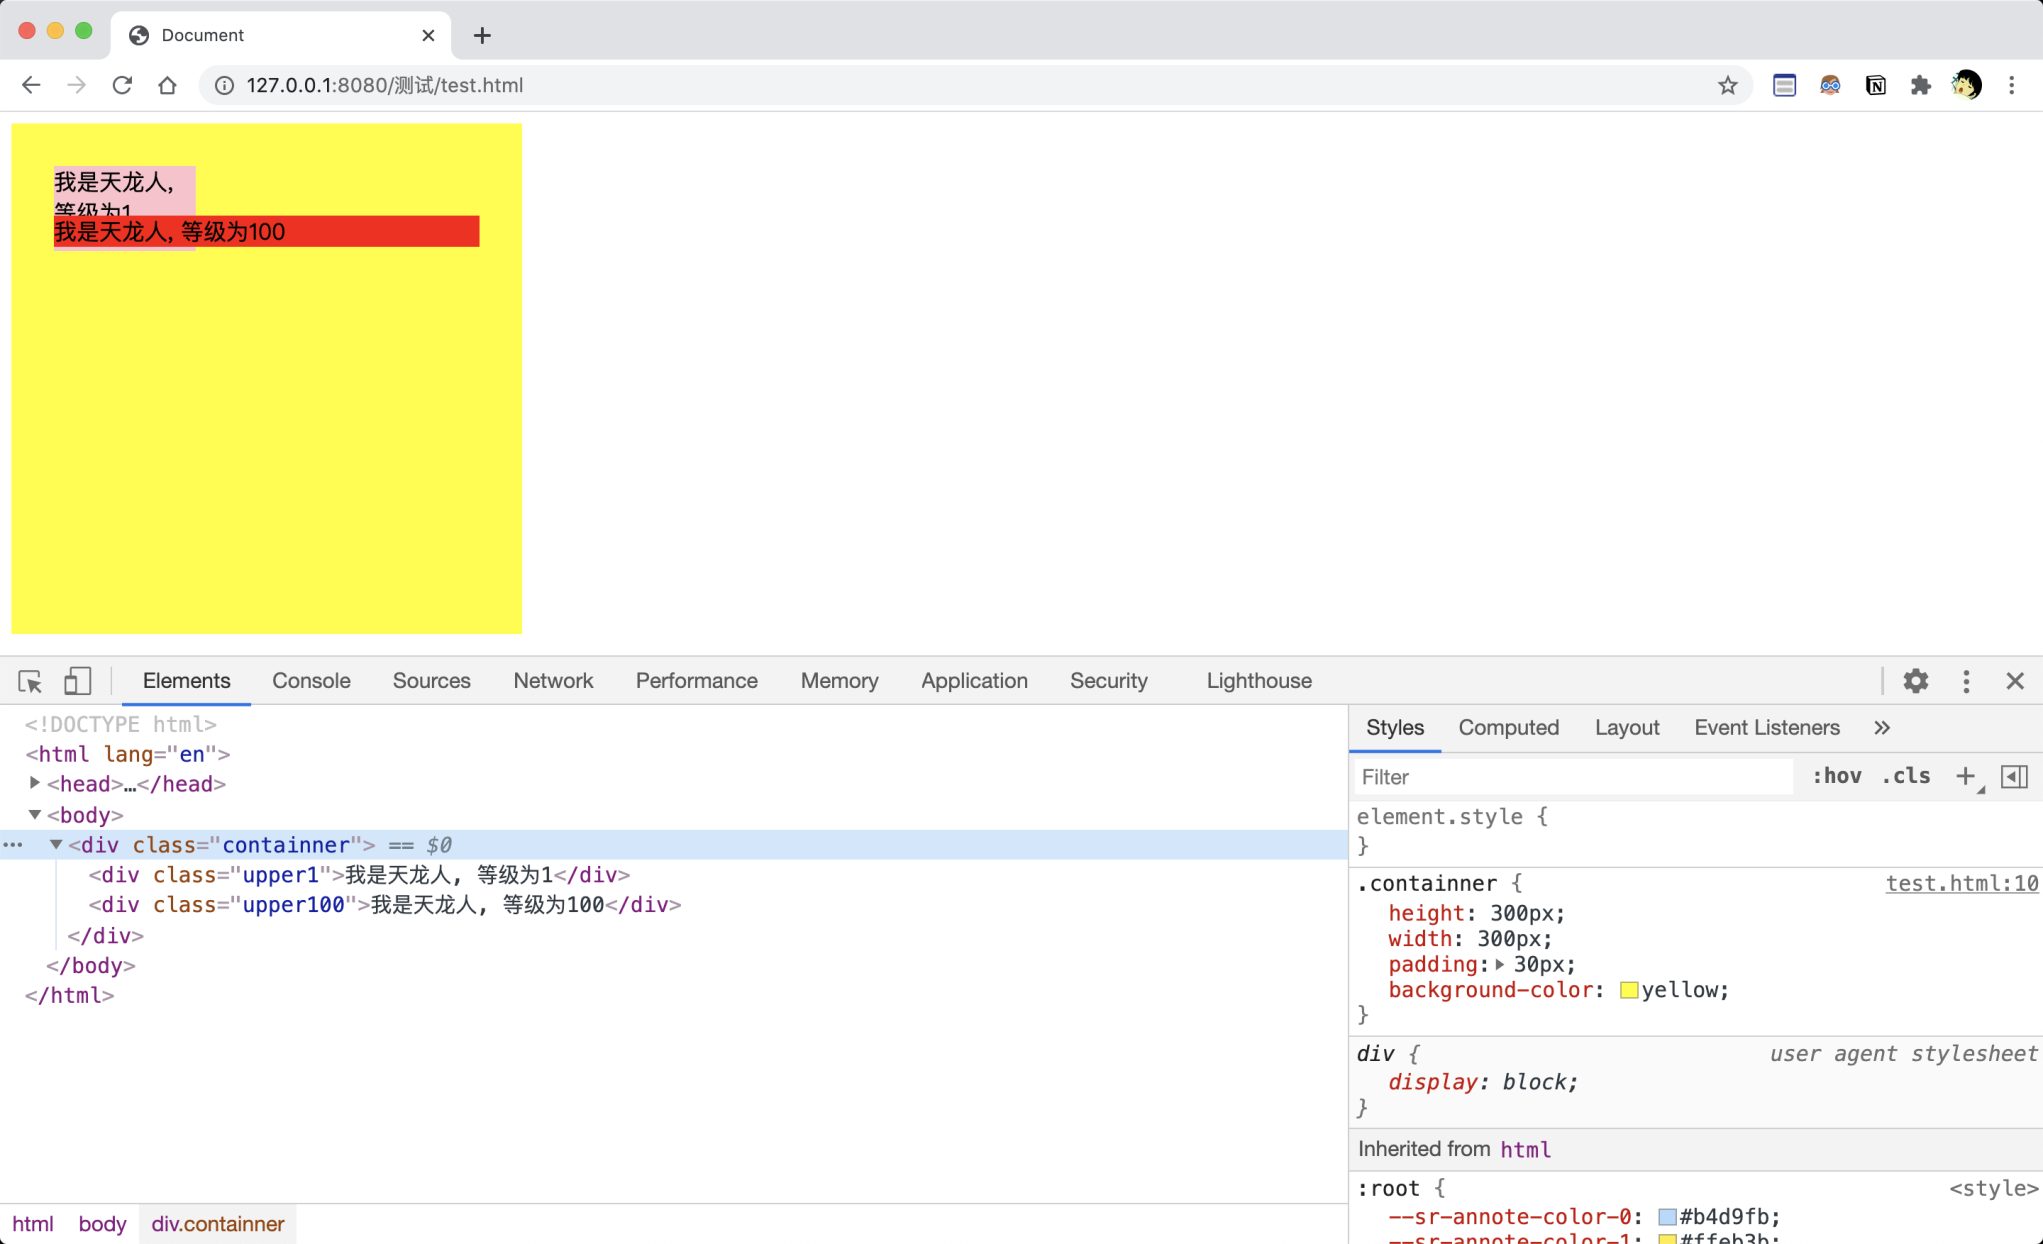 Document
127.0.0.1:8080/测试/test.html
我是天龙人,
等级为1
我是天龙人, 等级为100
Elements Console Sources Network Performance Memory Application Security Lighthouse
<!DOCTYPE html>
<html lang="en">
<head>…</head>
<body>
<div class="containner"> == $0
<div class="upper1">我是天龙人, 等级为1</div>
<div class="upper100">我是天龙人, 等级为100</div>
</div>
</body>
</html>
html body div.containner
Styles Computed Layout Event Listeners »
Filter :hov .cls +
element.style {
}
.containner { test.html:10
height: 300px;
width: 300px;
padding: 30px;
background-color: yellow;
}
div { user agent stylesheet
display: block;
}
Inherited from html
:root { <style>
--sr-annote-color-0: #b4d9fb;
--sr-annote-color-1: #ffeb3b;